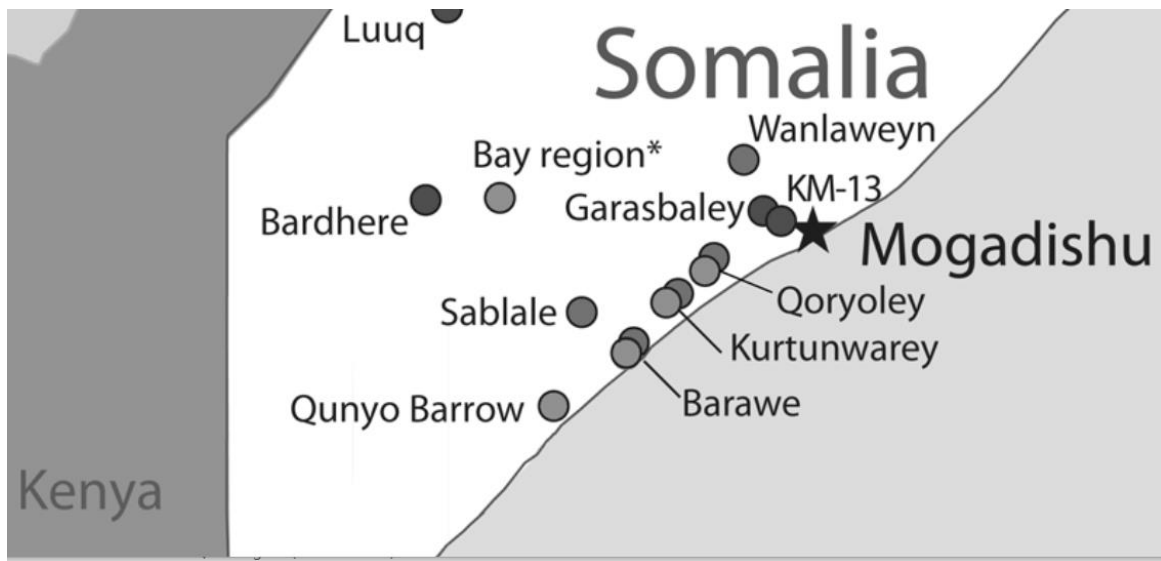 Luuq
Somalia
Wanlaweyn
Bay region*
KM-13
Garasbaley
Bardhere
Mogadishu
Qoryoley
Sablale
Kurtunwarey
Barawe
Qunyo Barrow
Kenya